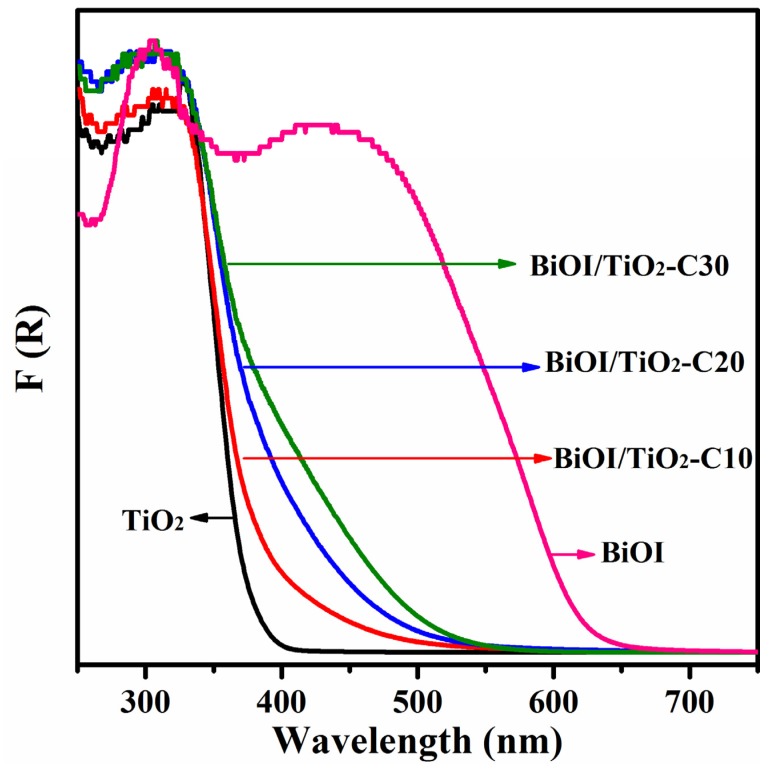 F (R)
BiOI/TiO₂-C30
BiOI/TiO₂-C20
BiOI/TiO₂-C10
TiO₂
BiOI
300 400 500 600 700
Wavelength (nm)